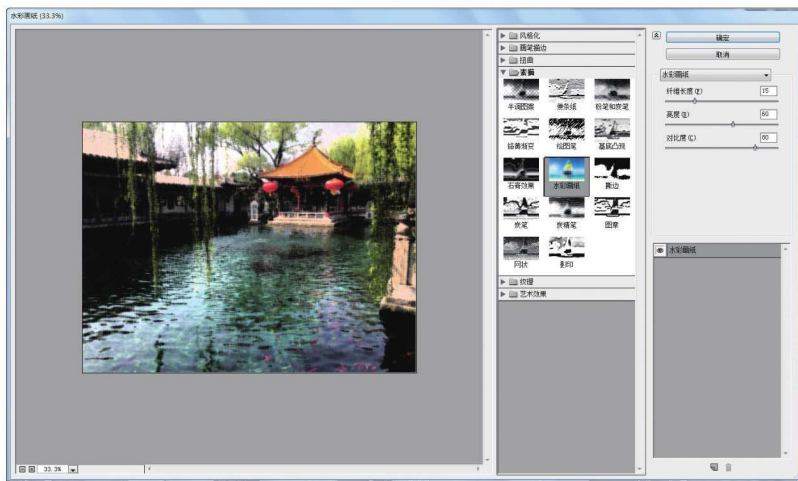 水彩画纸 (33.3%)
风格化
画笔描边
扭曲
素描
半调图案 便条纸 粉笔和炭笔
铬黄渐变 绘图笔 基底凸现
石膏效果 水彩画纸 撕边
炭笔 炭精笔 图章
网状 影印
纹理
艺术效果
确定
取消
水彩画纸
纤维长度(F) 15
亮度(B) 60
对比度(C) 80
水彩画纸
33.3%